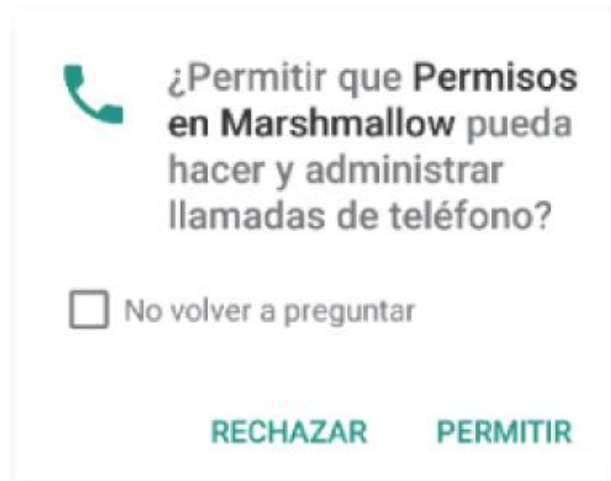 ¿Permitir que Permisos
en Marshmallow pueda
hacer y administrar
llamadas de teléfono?
No volver a preguntar
RECHAZAR PERMITIR